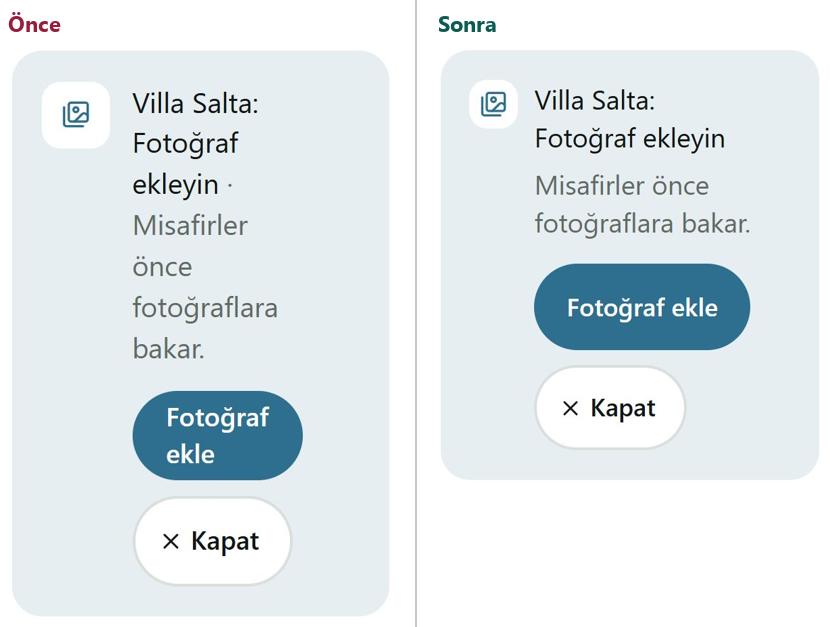 Önce
Villa Salta:
Fotoğraf
ekleyin ·
Misafirler
önce
fotoğraflara
bakar.
Fotoğraf
ekle
Kapat
Sonra
Villa Salta:
Fotoğraf ekleyin
Misafirler önce
fotoğraflara bakar.
Fotoğraf ekle
Kapat